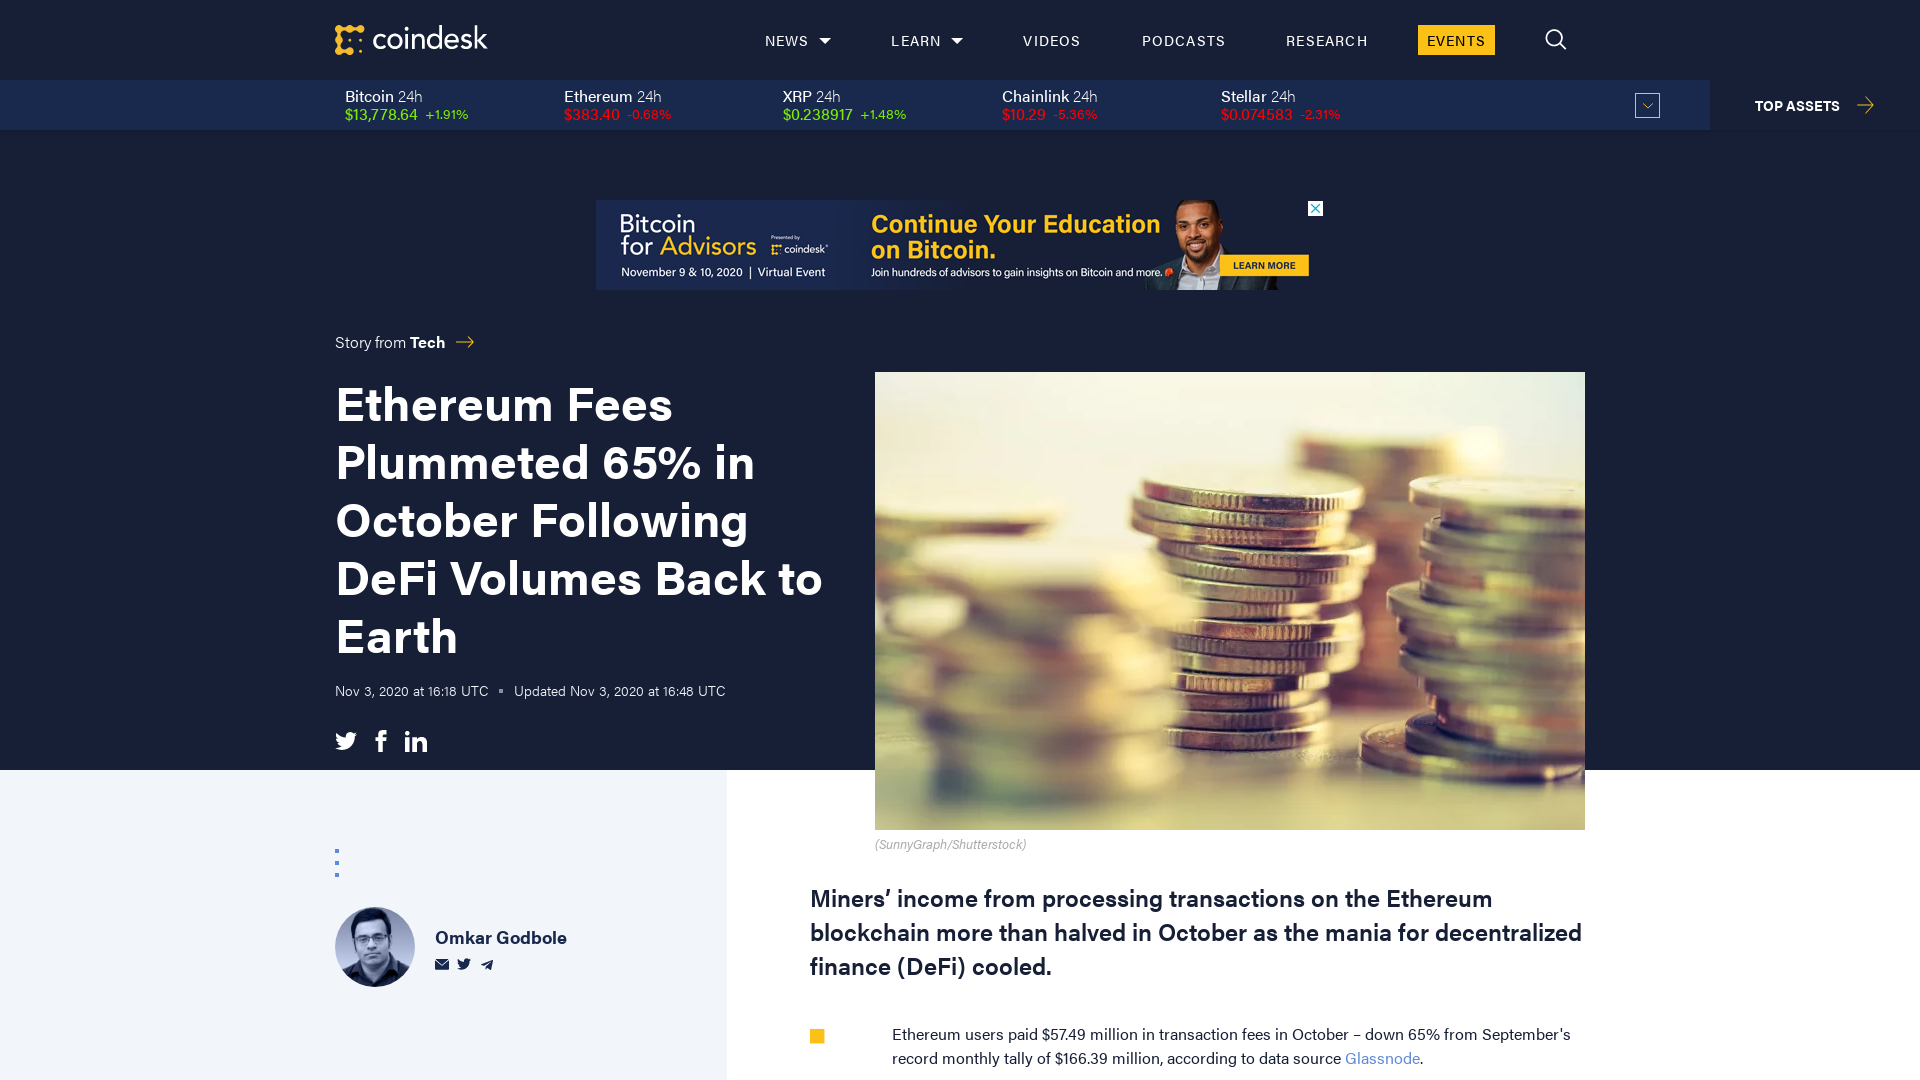 coindesk
NEWS
LEARN
VIDEOS
PODCASTS
RESEARCH
EVENTS
Bitcoin 24h
$13,778.64 +1.91%
Ethereum 24h
$383.40 -0.68%
XRP 24h
$0.238917 +1.48%
Chainlink 24h
$10.29 -5.36%
Stellar 24h
$0.074583 -2.31%
TOP ASSETS
Bitcoin
for Advisors
Presented by
coindesk
November 9 & 10, 2020 | Virtual Event
Continue Your Education
on Bitcoin.
Join hundreds of advisors to gain insights on Bitcoin and more.
LEARN MORE
Story from Tech
Ethereum Fees
Plummeted 65% in
October Following
DeFi Volumes Back to
Earth
Nov 3, 2020 at 16:18 UTC
Updated Nov 3, 2020 at 16:48 UTC
(SunnyGraph/Shutterstock)
Omkar Godbole
Miners’ income from processing transactions on the Ethereum
blockchain more than halved in October as the mania for decentralized
finance (DeFi) cooled.
Ethereum users paid $57.49 million in transaction fees in October – down 65% from September's
record monthly tally of $166.39 million, according to data source Glassnode.